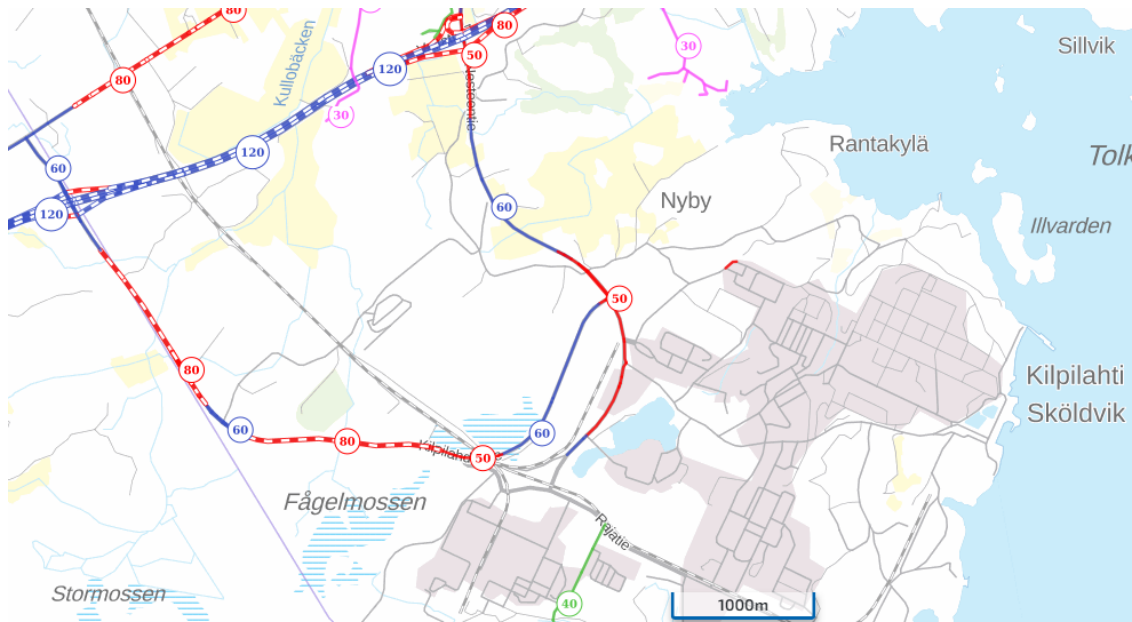 80
80
50
30
Sillvik
Kullobäcken
120
80
30
120
Rantakylä
Tolk
60
120
60
Nyby
Illvarden
50
80
Kilpilahti
Sköldvik
60
80
60
50
Fågelmossen
Rajatie
Stormossen
40
1000m